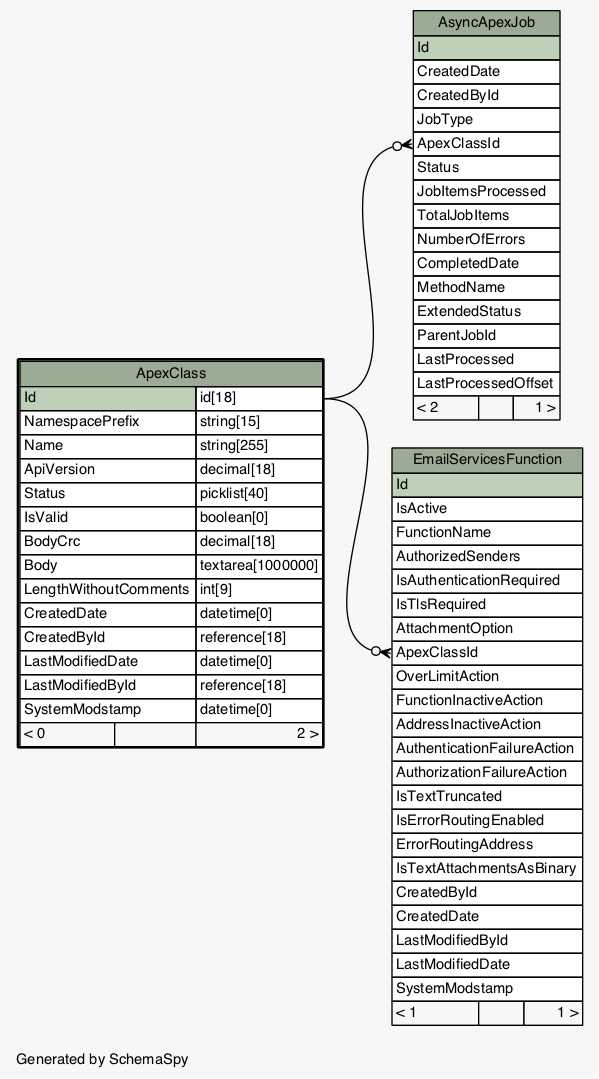 AsyncApexJob
Id
CreatedDate
CreatedById
JobType
ApexClassId
Status
JobItemsProcessed
TotalJobItems
NumberOfErrors
CompletedDate
MethodName
ExtendedStatus
ParentJobId
LastProcessed
LastProcessedOffset
< 2 1 >
ApexClass
Id id[18]
NamespacePrefix string[15]
Name string[255]
ApiVersion decimal[18]
Status picklist[40]
IsValid boolean[0]
BodyCrc decimal[18]
Body textarea[1000000]
LengthWithoutComments int[9]
CreatedDate datetime[0]
CreatedById reference[18]
LastModifiedDate datetime[0]
LastModifiedById reference[18]
SystemModstamp datetime[0]
< 0 2 >
EmailServicesFunction
Id
IsActive
FunctionName
AuthorizedSenders
IsAuthenticationRequired
IsTlsRequired
AttachmentOption
ApexClassId
OverLimitAction
FunctionInactiveAction
AddressInactiveAction
AuthenticationFailureAction
AuthorizationFailureAction
IsTextTruncated
IsErrorRoutingEnabled
ErrorRoutingAddress
IsTextAttachmentsAsBinary
CreatedById
CreatedDate
LastModifiedById
LastModifiedDate
SystemModstamp
< 1 1 >
Generated by SchemaSpy